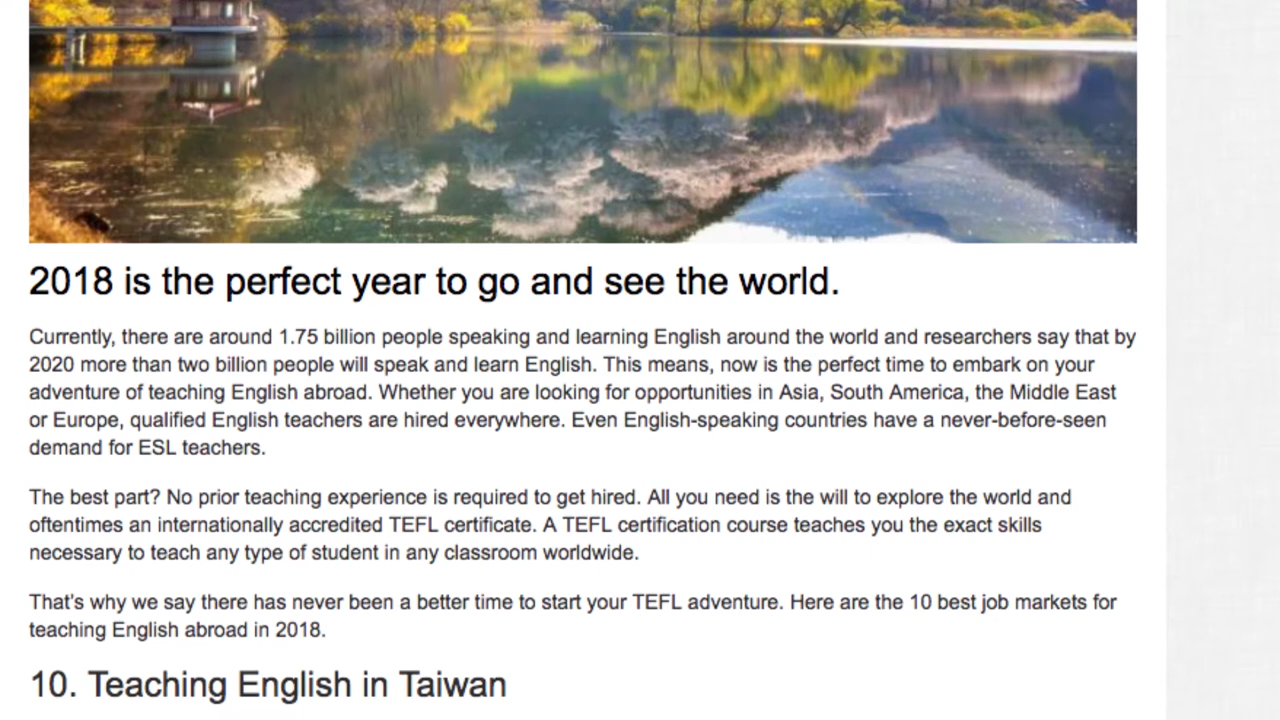 2018 is the perfect year to go and see the world.
Currently, there are around 1.75 billion people speaking and learning English around the world and researchers say that by
2020 more than two billion people will speak and learn English. This means, now is the perfect time to embark on your
adventure of teaching English abroad. Whether you are looking for opportunities in Asia, South America, the Middle East
or Europe, qualified English teachers are hired everywhere. Even English-speaking countries have a never-before-seen
demand for ESL teachers.
The best part? No prior teaching experience is required to get hired. All you need is the will to explore the world and
oftentimes an internationally accredited TEFL certificate. A TEFL certification course teaches you the exact skills
necessary to teach any type of student in any classroom worldwide.
That's why we say there has never been a better time to start your TEFL adventure. Here are the 10 best job markets for
teaching English abroad in 2018.
10. Teaching English in Taiwan